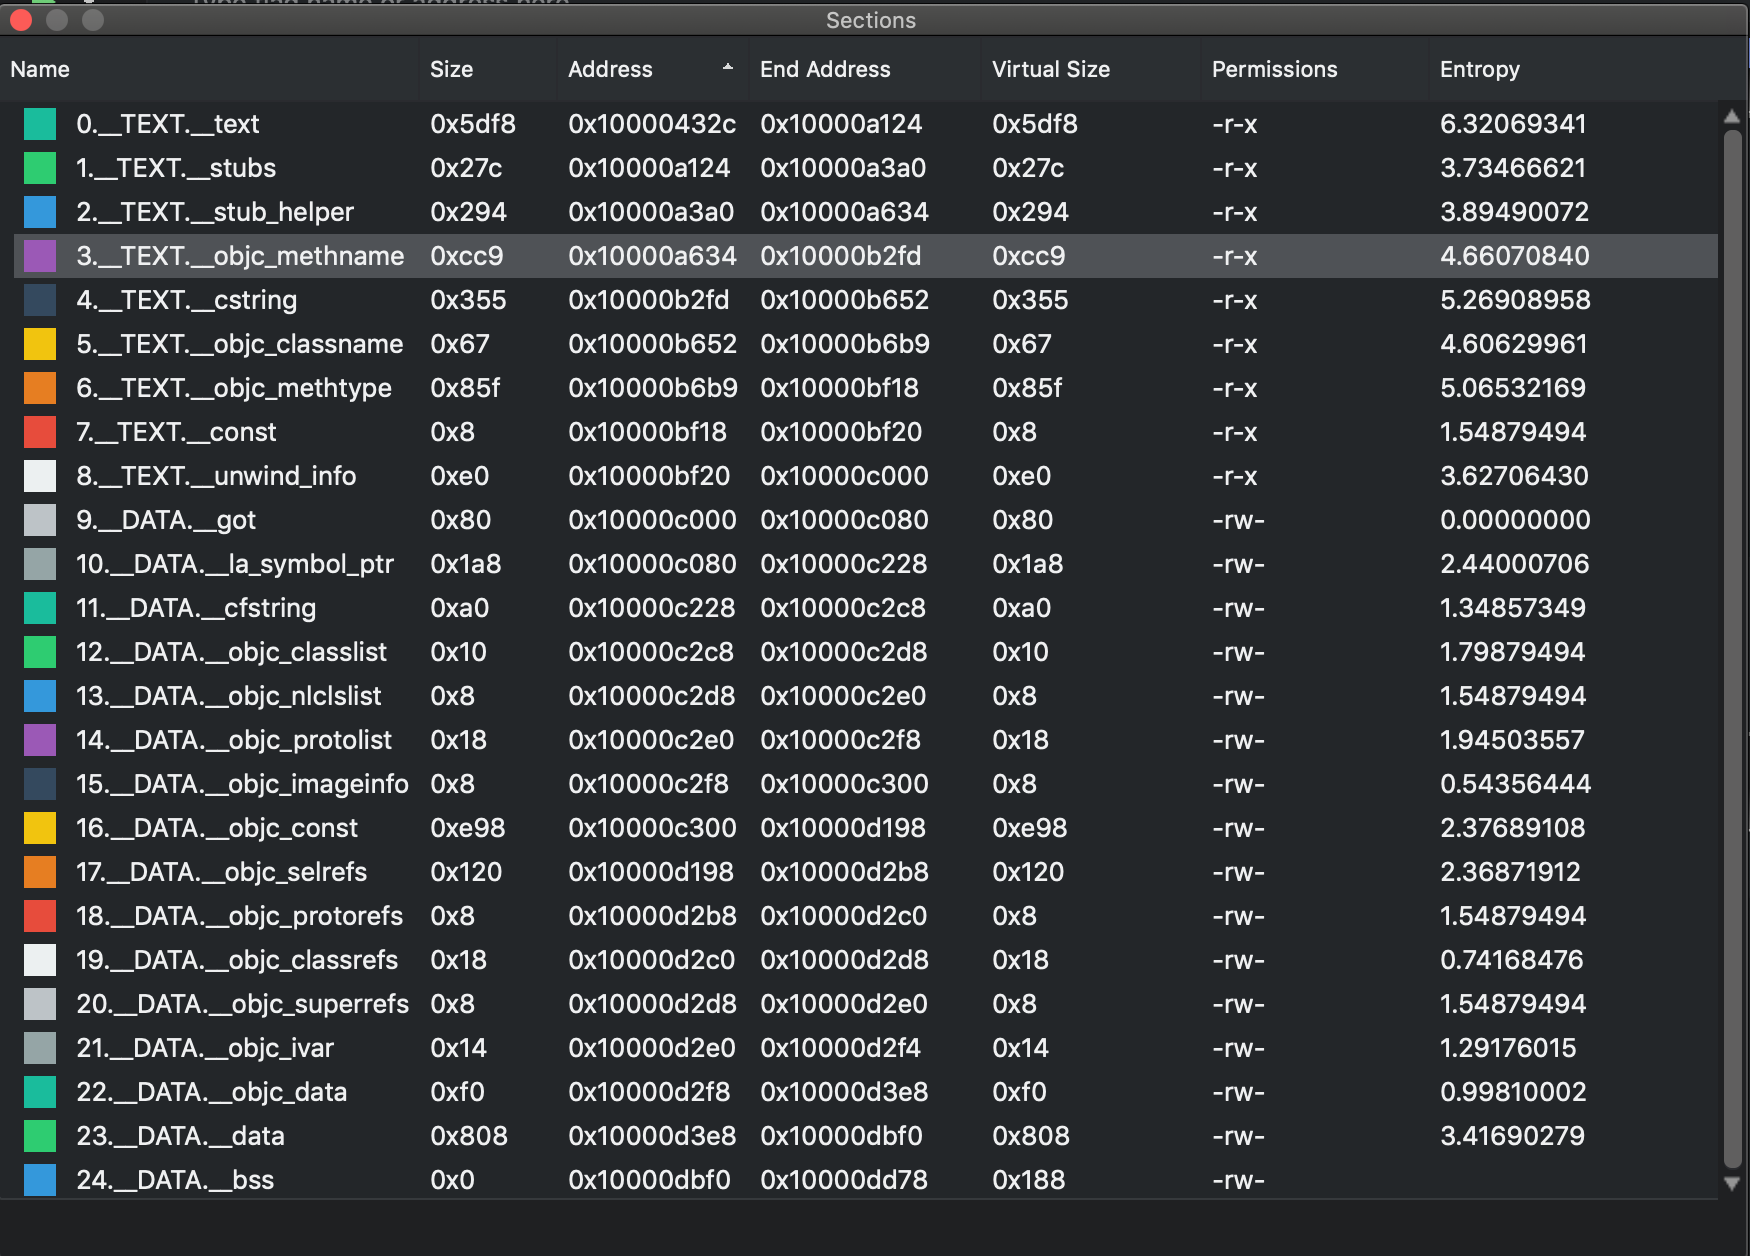 Sections
Name Size Address End Address Virtual Size Permissions Entropy
0.__TEXT.__text 0x5df8 0x10000432c 0x10000a124 0x5df8 -r-x 6.32069341
1.__TEXT.__stubs 0x27c 0x10000a124 0x10000a3a0 0x27c -r-x 3.73466621
2.__TEXT.__stub_helper 0x294 0x10000a3a0 0x10000a634 0x294 -r-x 3.89490072
3.__TEXT.__objc_methname 0xcc9 0x10000a634 0x10000b2fd 0xcc9 -r-x 4.66070840
4.__TEXT.__cstring 0x355 0x10000b2fd 0x10000b652 0x355 -r-x 5.26908958
5.__TEXT.__objc_classname 0x67 0x10000b652 0x10000b6b9 0x67 -r-x 4.60629961
6.__TEXT.__objc_methtype 0x85f 0x10000b6b9 0x10000bf18 0x85f -r-x 5.06532169
7.__TEXT.__const 0x8 0x10000bf18 0x10000bf20 0x8 -r-x 1.54879494
8.__TEXT.__unwind_info 0xe0 0x10000bf20 0x10000c000 0xe0 -r-x 3.62706430
9.__DATA.__got 0x80 0x10000c000 0x10000c080 0x80 -rw- 0.00000000
10.__DATA.__la_symbol_ptr 0x1a8 0x10000c080 0x10000c228 0x1a8 -rw- 2.44000706
11.__DATA.__cfstring 0xa0 0x10000c228 0x10000c2c8 0xa0 -rw- 1.34857349
12.__DATA.__objc_classlist 0x10 0x10000c2c8 0x10000c2d8 0x10 -rw- 1.79879494
13.__DATA.__objc_nlclslist 0x8 0x10000c2d8 0x10000c2e0 0x8 -rw- 1.54879494
14.__DATA.__objc_protolist 0x18 0x10000c2e0 0x10000c2f8 0x18 -rw- 1.94503557
15.__DATA.__objc_imageinfo 0x8 0x10000c2f8 0x10000c300 0x8 -rw- 0.54356444
16.__DATA.__objc_const 0xe98 0x10000c300 0x10000d198 0xe98 -rw- 2.37689108
17.__DATA.__objc_selrefs 0x120 0x10000d198 0x10000d2b8 0x120 -rw- 2.36871912
18.__DATA.__objc_protorefs 0x8 0x10000d2b8 0x10000d2c0 0x8 -rw- 1.54879494
19.__DATA.__objc_classrefs 0x18 0x10000d2c0 0x10000d2d8 0x18 -rw- 0.74168476
20.__DATA.__objc_superrefs 0x8 0x10000d2d8 0x10000d2e0 0x8 -rw- 1.54879494
21.__DATA.__objc_ivar 0x14 0x10000d2e0 0x10000d2f4 0x14 -rw- 1.29176015
22.__DATA.__objc_data 0xf0 0x10000d2f8 0x10000d3e8 0xf0 -rw- 0.99810002
23.__DATA.__data 0x808 0x10000d3e8 0x10000dbf0 0x808 -rw- 3.41690279
24.__DATA.__bss 0x0 0x10000dbf0 0x10000dd78 0x188 -rw-